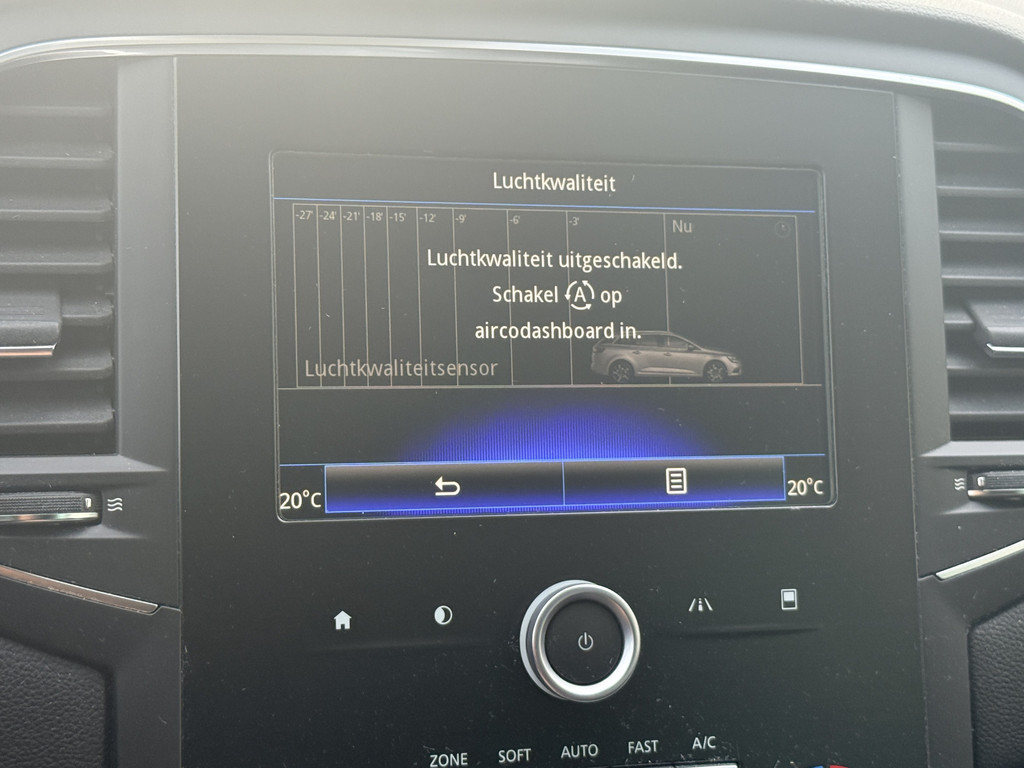 Luchtkwaliteit
-27' -24' -21' -18' -15' -12' -9' -6' -3' Nu
Luchtkwaliteit uitgeschakeld.
Schakel A op
aircodashboard in.
Luchtkwaliteitsensor
20°C 20°C
ZONE SOFT AUTO FAST A/C